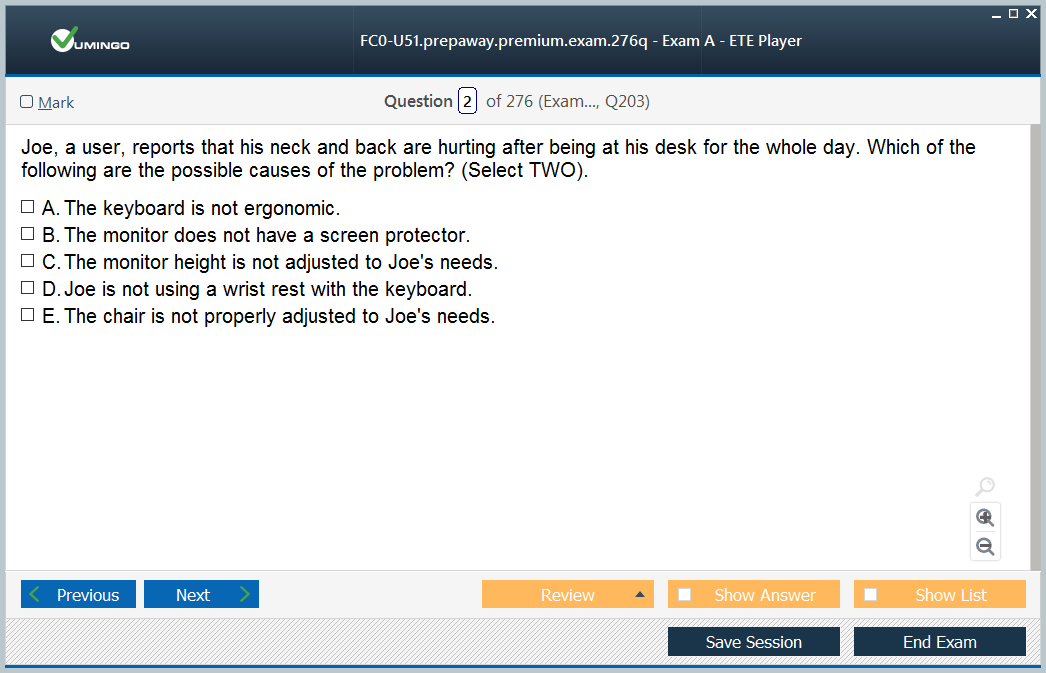 VUMINGO
FC0-U51.prepaway.premium.exam.276q - Exam A - ETE Player
Mark
Question 2 of 276 (Exam..., Q203)
Joe, a user, reports that his neck and back are hurting after being at his desk for the whole day. Which of the
following are the possible causes of the problem? (Select TWO).
A. The keyboard is not ergonomic.
B. The monitor does not have a screen protector.
C. The monitor height is not adjusted to Joe's needs.
D. Joe is not using a wrist rest with the keyboard.
E. The chair is not properly adjusted to Joe's needs.
Previous Next Review Show Answer Show List
Save Session End Exam